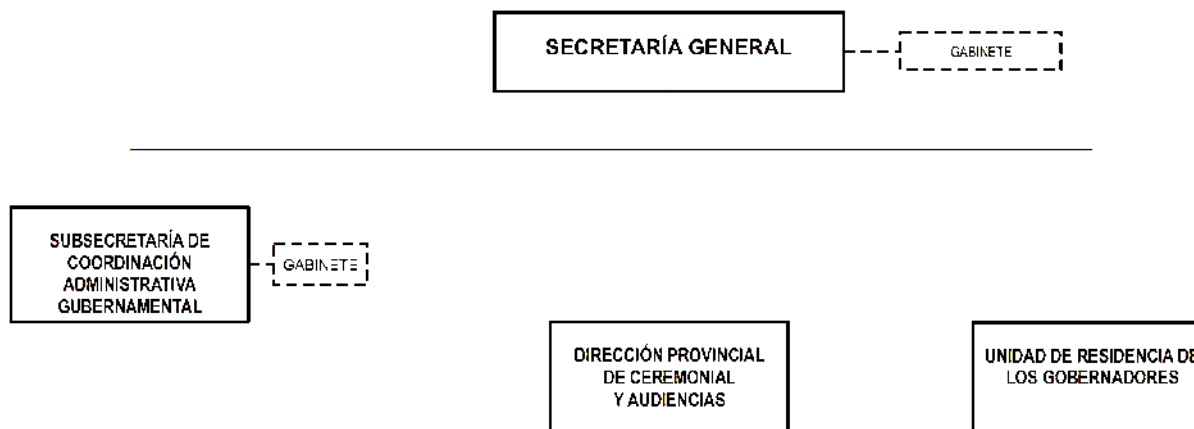 SECRETARÍA GENERAL
GABINETE
SUBSECRETARÍA DE
COORDINACIÓN
ADMINISTRATIVA
GUBERNAMENTAL
GABINETE
DIRECCIÓN PROVINCIAL
DE CEREMONIAL
Y AUDIENCIAS
UNIDAD DE RESIDENCIA DE
LOS GOBERNADORES